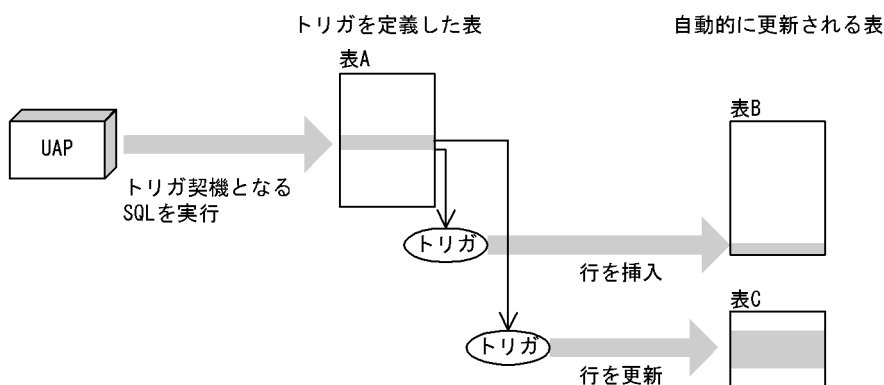 トリガを定義した表
自動的に更新される表
表A
表B
UAP
トリガ契機となる
SQLを実行
トリガ
行を挿入
表C
トリガ
行を更新